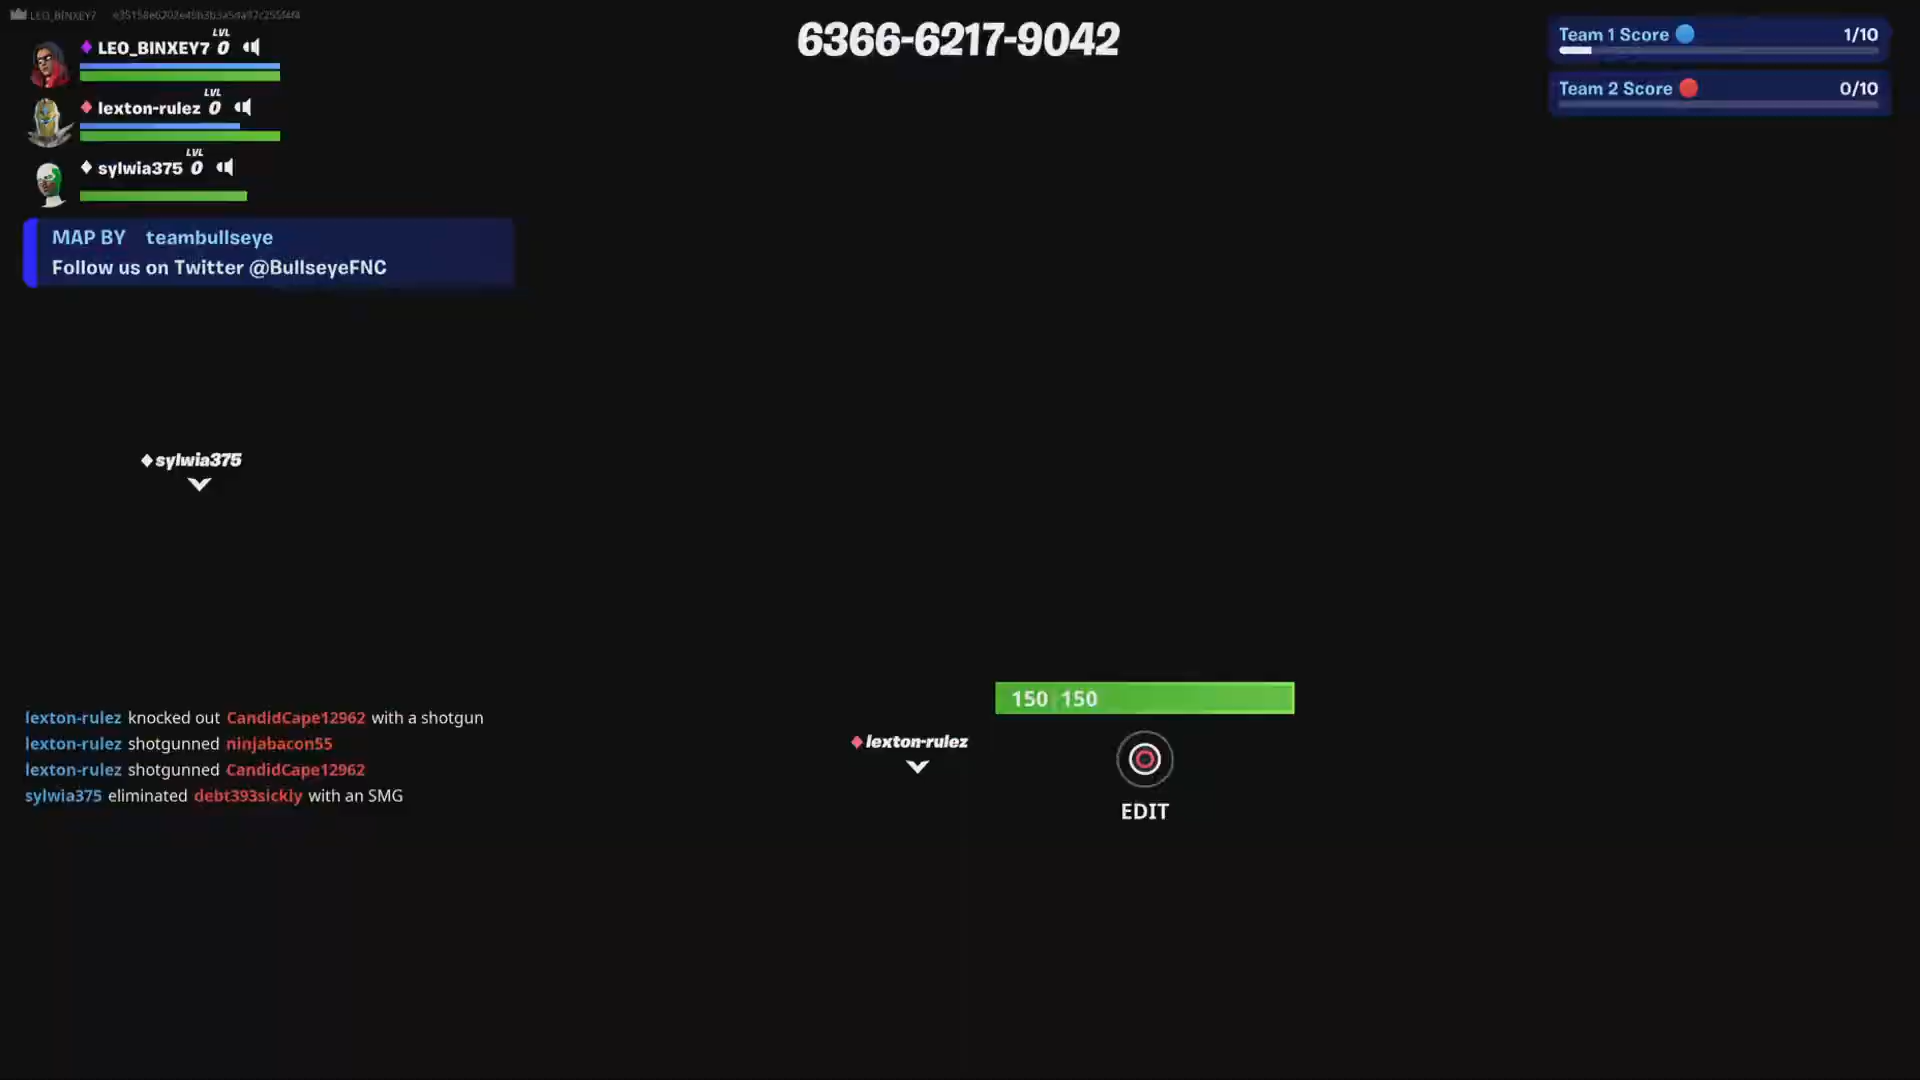 LEO_BINXEY7
LVL
LEO_BINXEY7 0
LVL
lexton-rulez 0
LVL
sylwia375 0
MAP BY teambullseye
Follow us on Twitter @BullseyeFNC
6366-6217-9042
Team 1 Score 1/10
Team 2 Score 0/10
sylwia375
lexton-rulez knocked out CandidCape12962 with a shotgun
lexton-rulez shotgunned ninjabacon55
lexton-rulez shotgunned CandidCape12962
sylwia375 eliminated debt393sickly with an SMG
150 150
lexton-rulez
EDIT